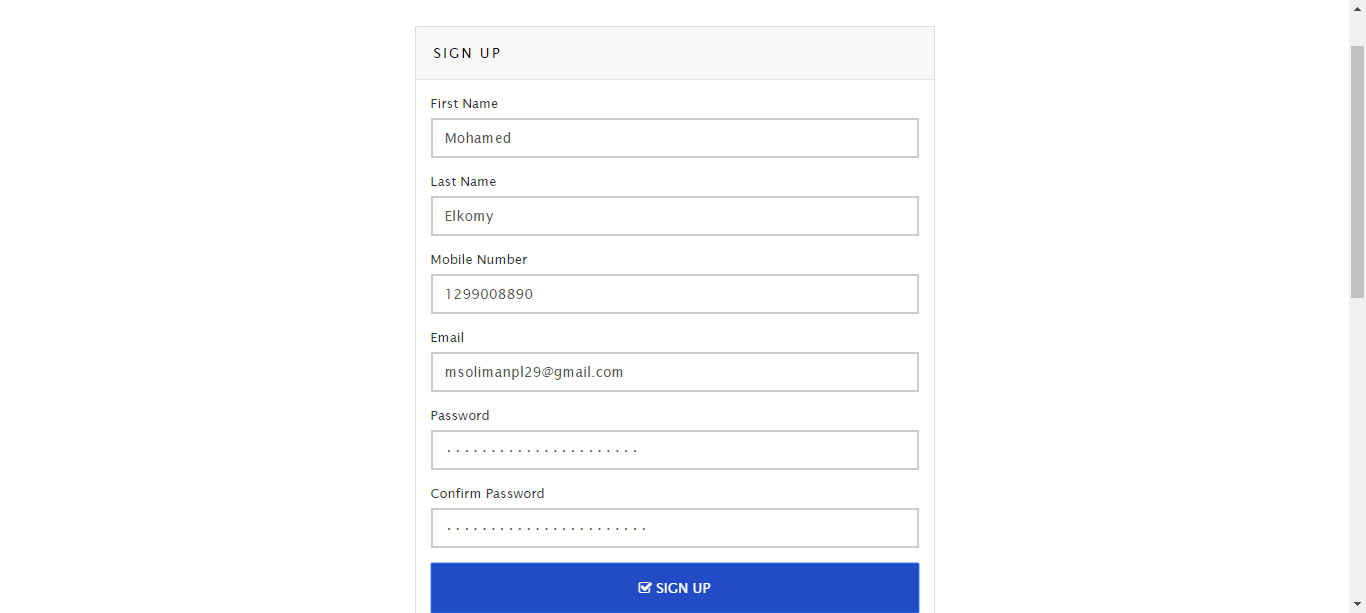 SIGN UP
First Name
Mohamed
Last Name
Elkomy
Mobile Number
1299008890
Email
msolimanpl29@gmail.com
Password
······················
Confirm Password
·······················
SIGN UP